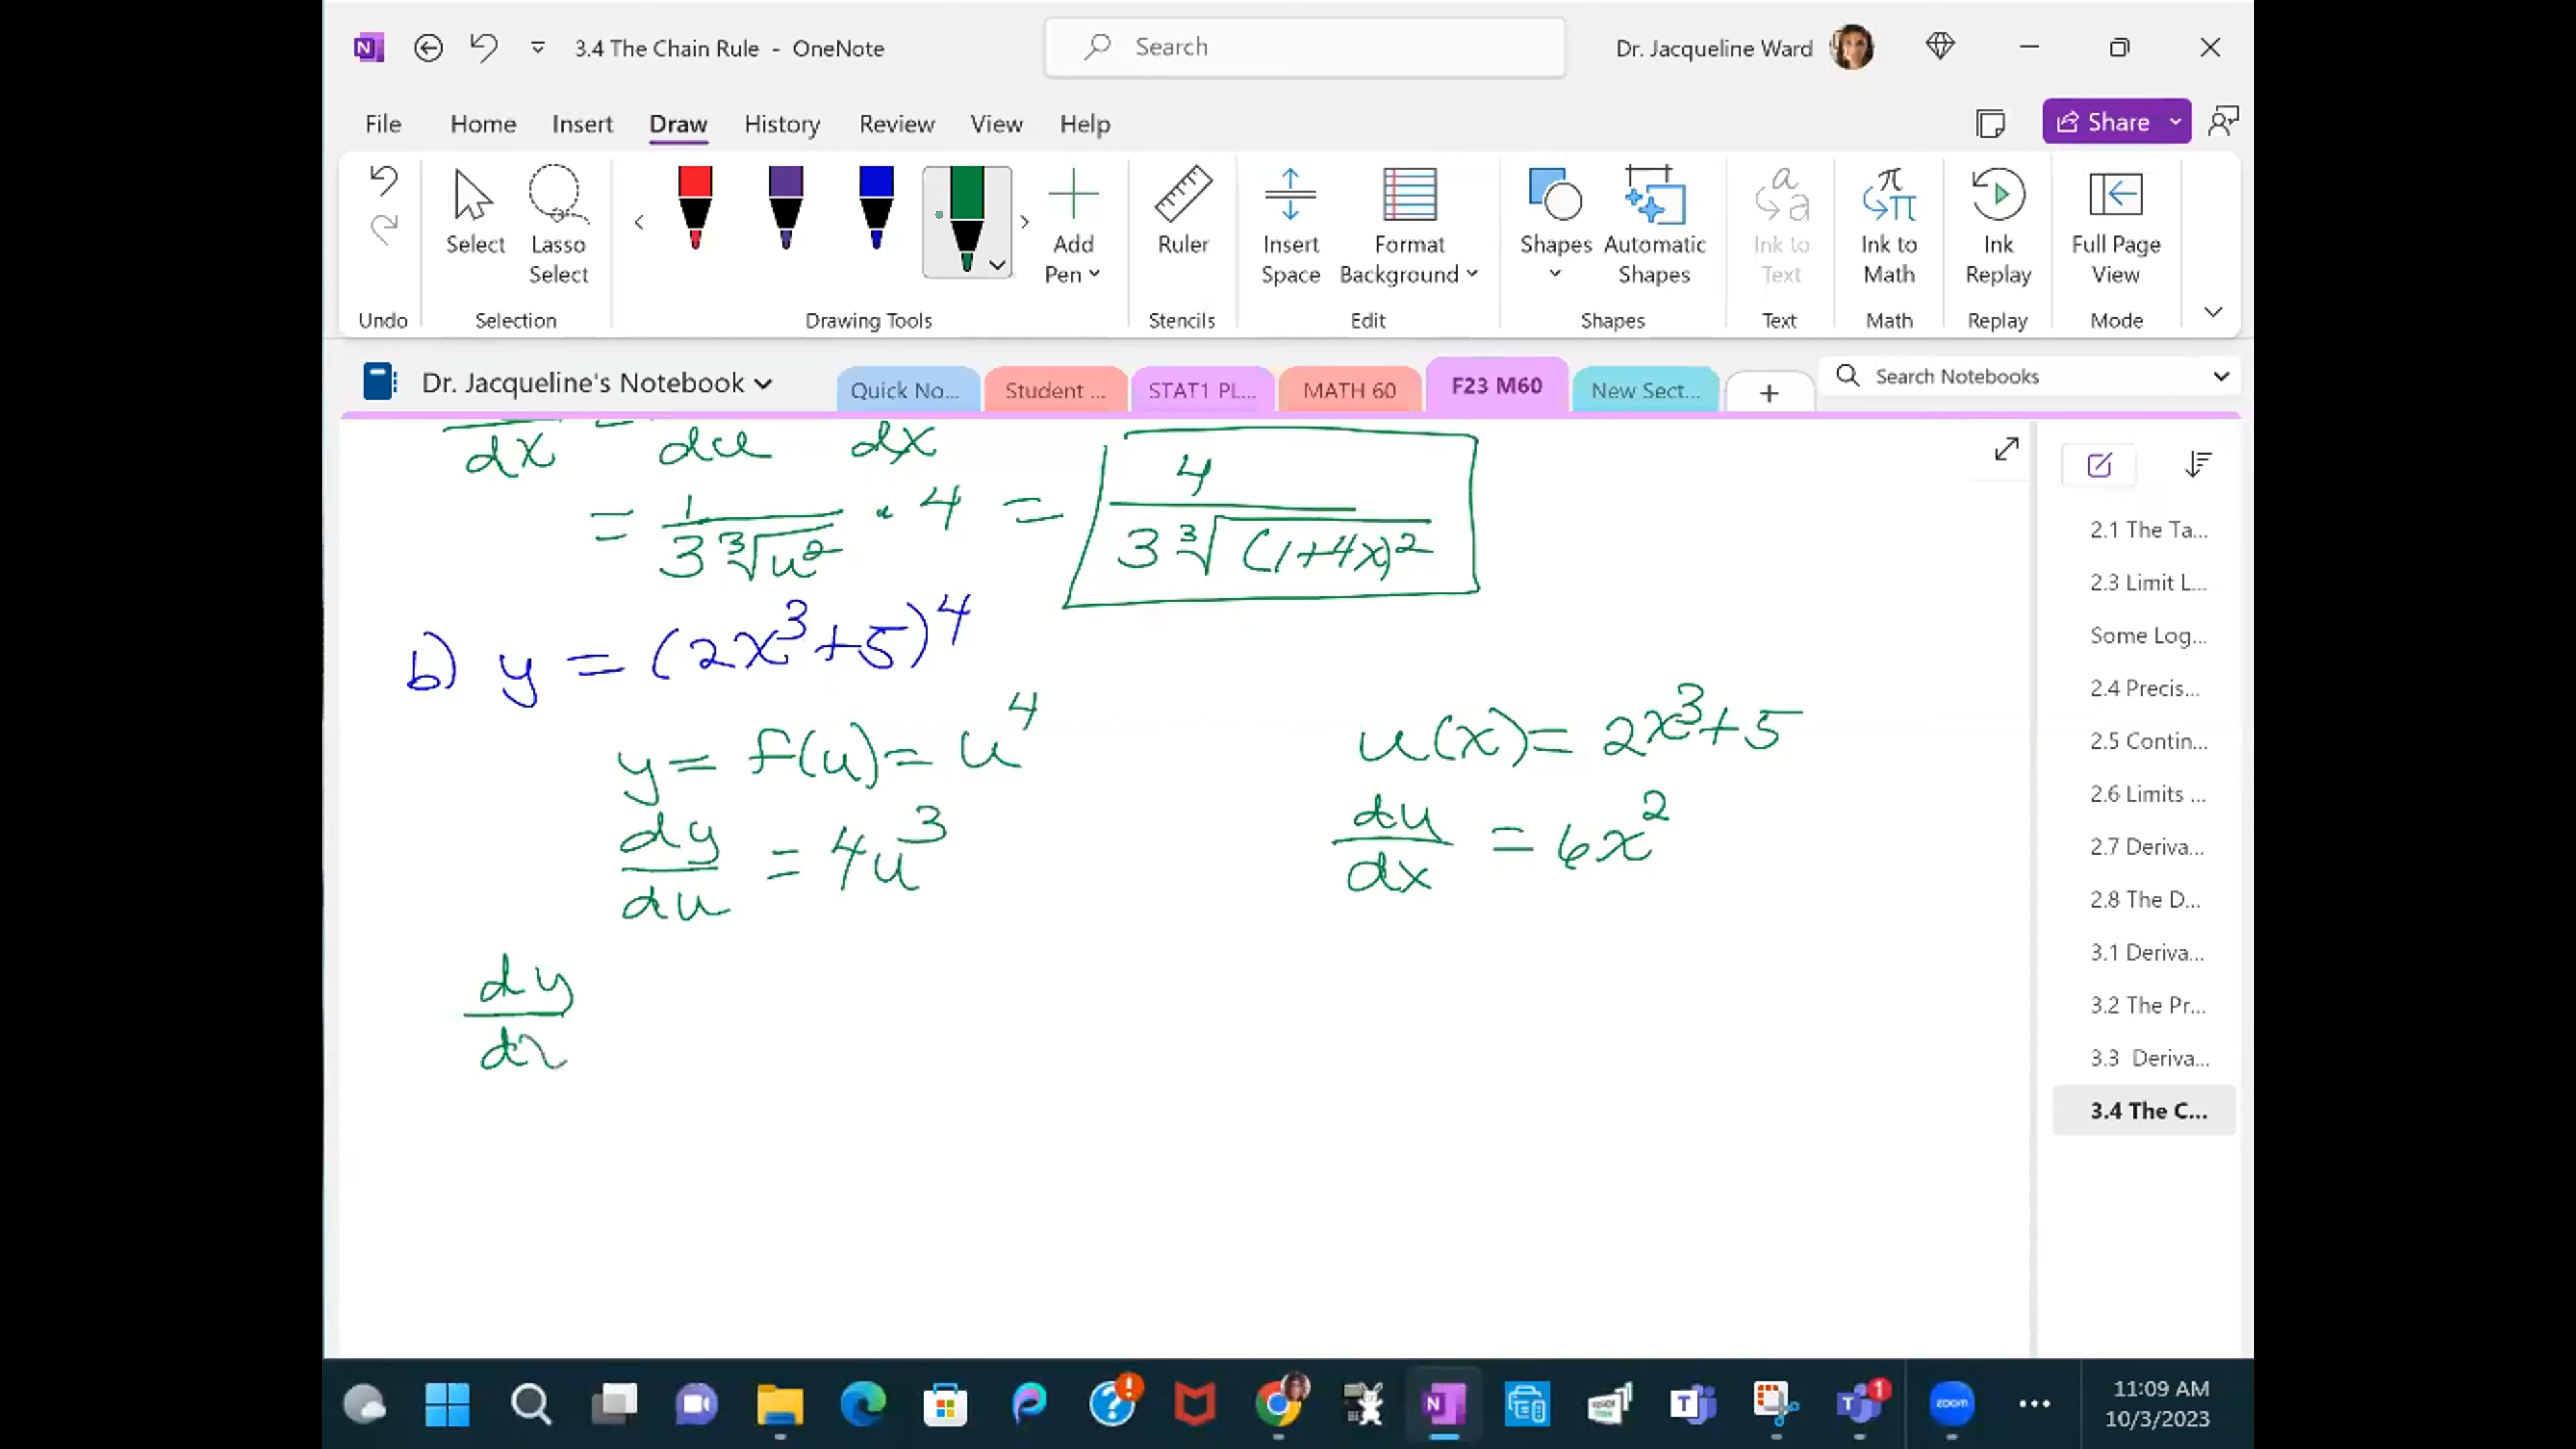 3.4 The Chain Rule - OneNote
Search
Dr. Jacqueline Ward
File Home Insert Draw History Review View Help
Share
Select
Lasso Select
Add Pen
Ruler
Insert Space
Format Background
Shapes
Automatic Shapes
Ink to Text
Ink to Math
Ink Replay
Full Page View
Undo Selection Drawing Tools Stencils Edit Shapes Text Math Replay Mode
Dr. Jacqueline's Notebook
Quick No... Student ... STAT1 PL... MATH 60 F23 M60 New Sect... +
Search Notebooks
dx = du dx
= 1/(3∛u²) · 4 = 4/(3∛(1+4x)²)
b) y = (2x³+5)⁴
y = f(u) = u⁴ u(x) = 2x³+5
dy/du = 4u³ du/dx = 6x²
dy/dx
2.1 The Ta...
2.3 Limit L...
Some Log...
2.4 Precis...
2.5 Contin...
2.6 Limits ...
2.7 Deriva...
2.8 The D...
3.1 Deriva...
3.2 The Pr...
3.3 Deriva...
3.4 The C...
zoom
1
11:09 AM
10/3/2023